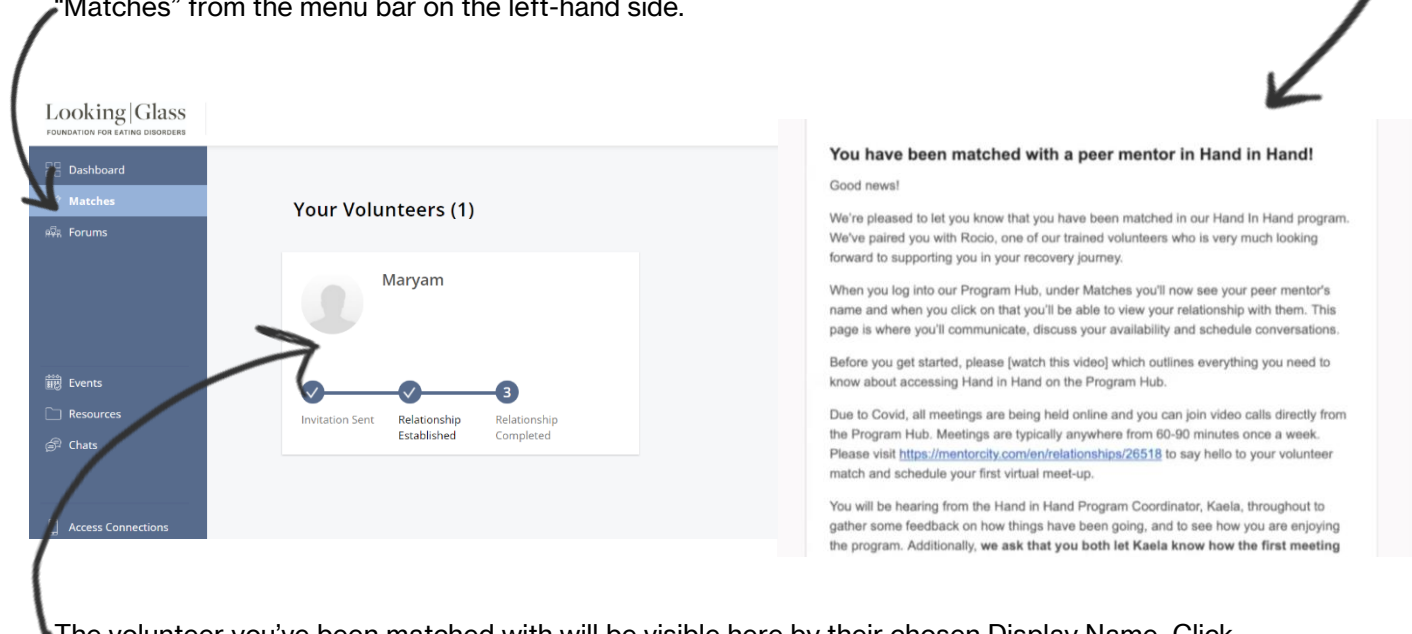 “Matches” from the menu bar on the left-hand side.
Looking|Glass
FOUNDATION FOR EATING DISORDERS
Dashboard
Matches
Forums
Events
Resources
Chats
Access Connections
Your Volunteers (1)
Maryam
3
Invitation Sent
Relationship
Established
Relationship
Completed
You have been matched with a peer mentor in Hand in Hand!
Good news!
We're pleased to let you know that you have been matched in our Hand In Hand program.
We've paired you with Rocio, one of our trained volunteers who is very much looking
forward to supporting you in your recovery journey.
When you log into our Program Hub, under Matches you'll now see your peer mentor's
name and when you click on that you'll be able to view your relationship with them. This
page is where you'll communicate, discuss your availability and schedule conversations.
Before you get started, please [watch this video] which outlines everything you need to
know about accessing Hand in Hand on the Program Hub.
Due to Covid, all meetings are being held online and you can join video calls directly from
the Program Hub. Meetings are typically anywhere from 60-90 minutes once a week.
Please visit https://mentorcity.com/en/relationships/26518 to say hello to your volunteer
match and schedule your first virtual meet-up.
You will be hearing from the Hand in Hand Program Coordinator, Kaela, throughout to
gather some feedback on how things have been going, and to see how you are enjoying
the program. Additionally, we ask that you both let Kaela know how the first meeting
The volunteer you’ve been matched with will be visible here by their chosen Display Name. Click